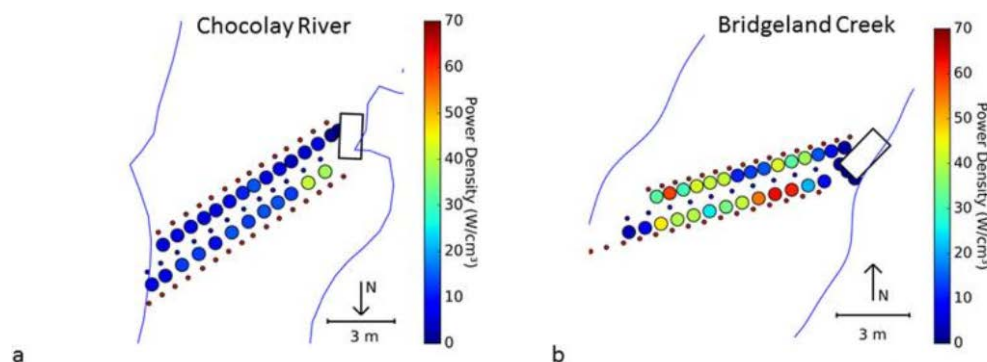 Chocolay River
70
60
50
40
30
20
10
0
Power Density (W/cm³)
N
3 m
a
Bridgeland Creek
70
60
50
40
30
20
10
0
Power Density (W/cm³)
N
3 m
b